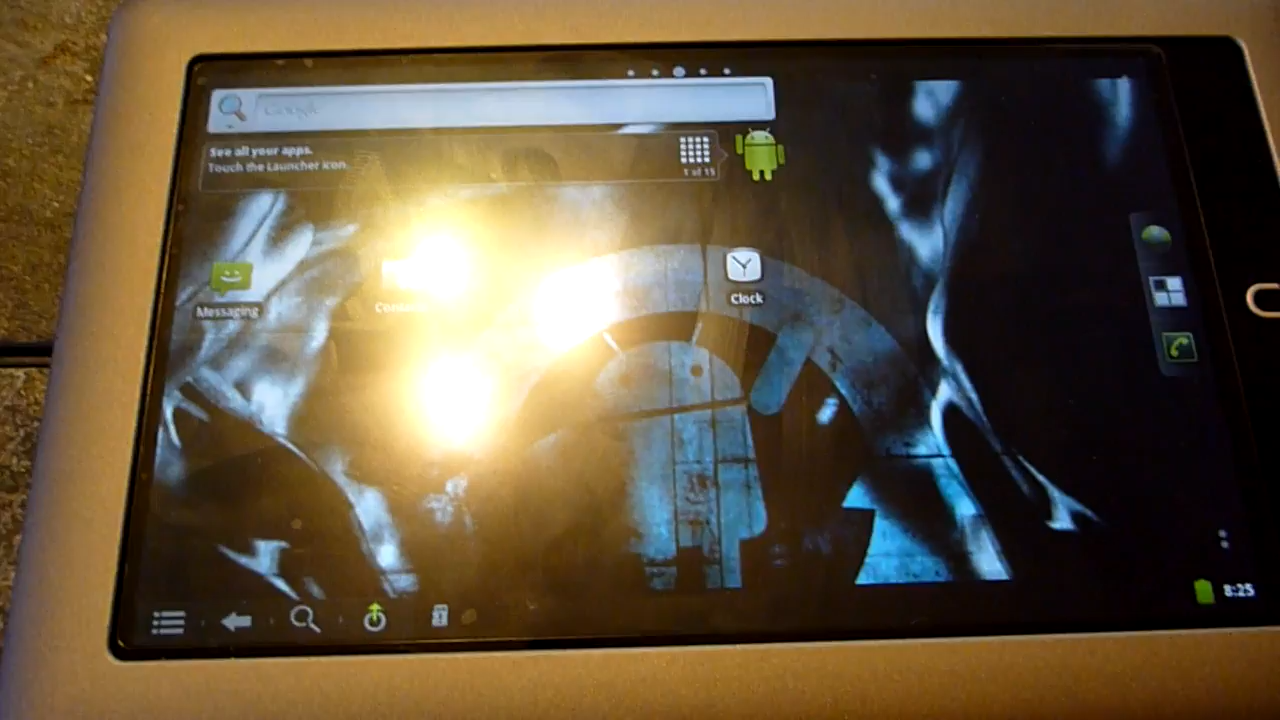 Google
See all your apps.
Touch the Launcher icon.
1 of 15
Messaging
Clock
8:25